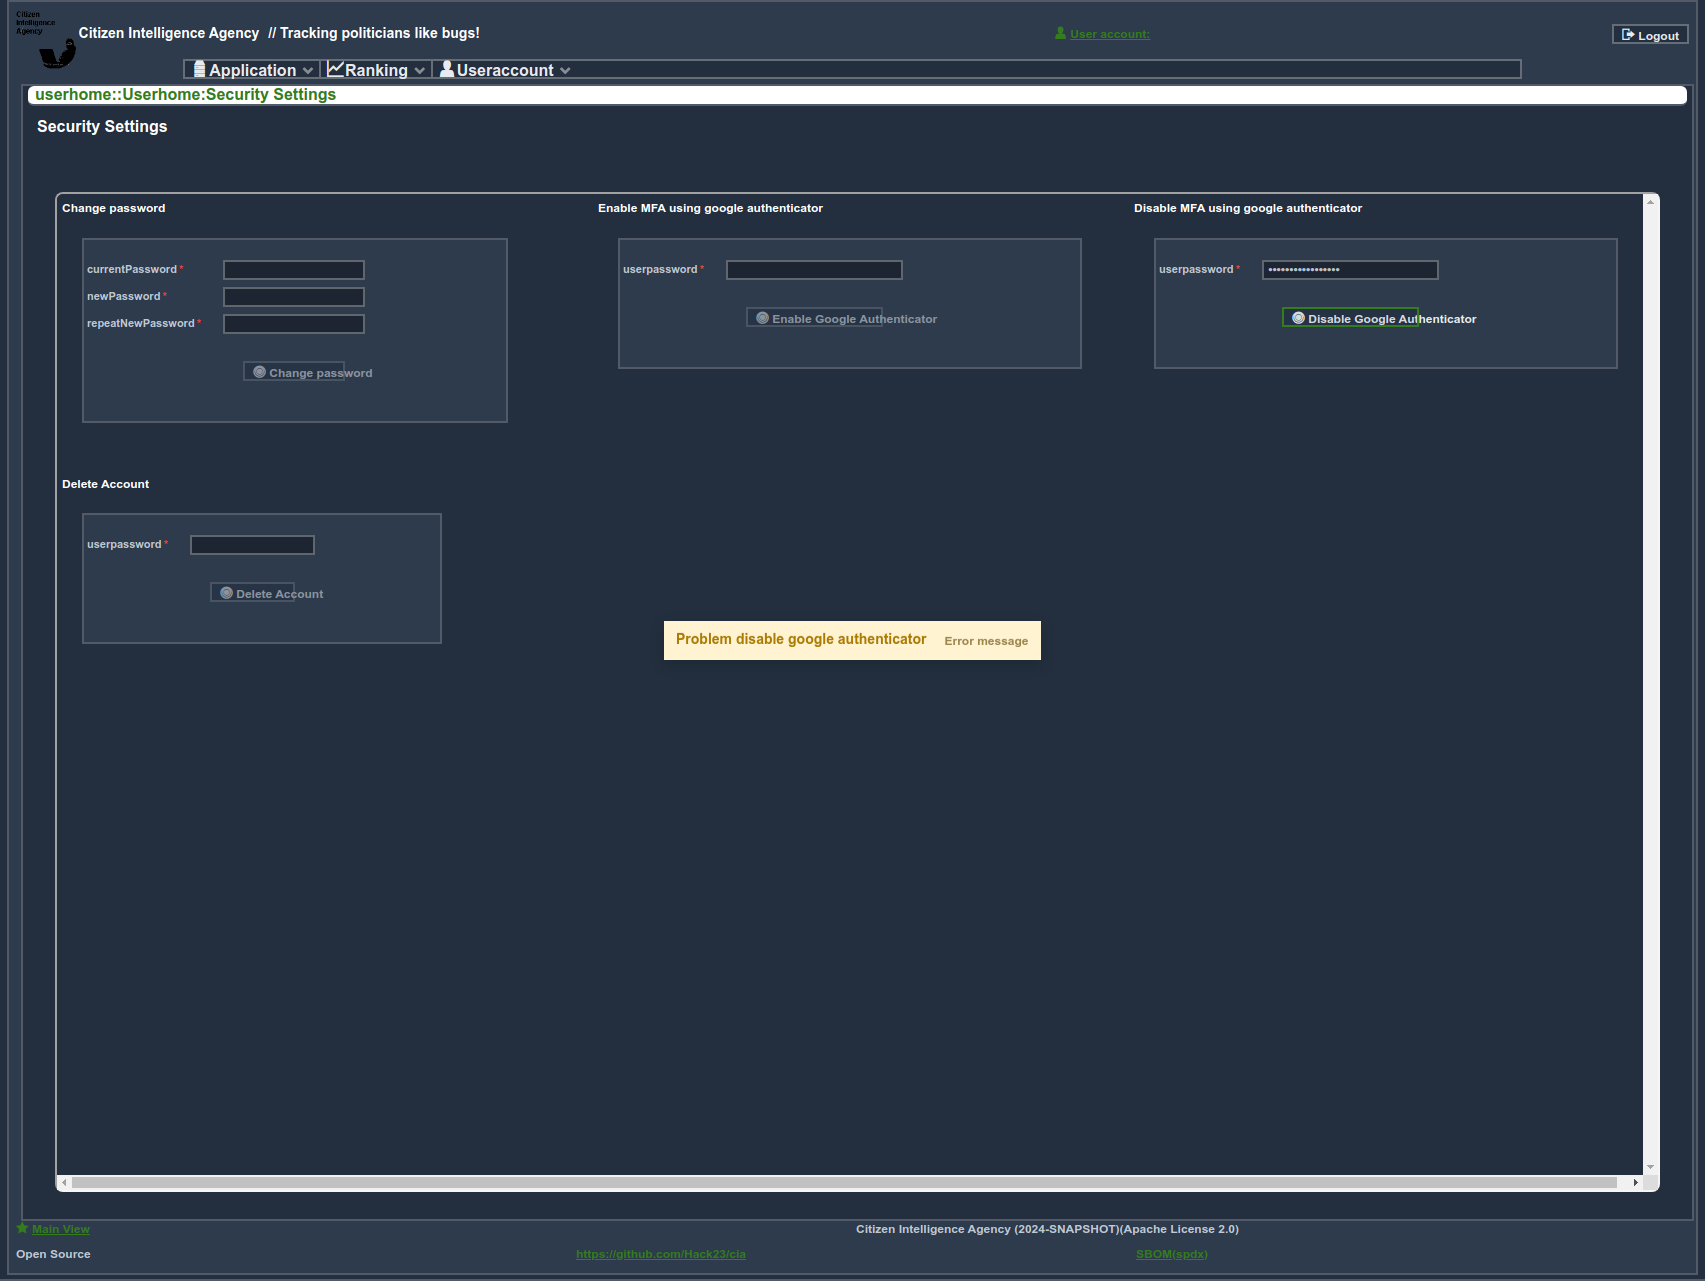 Citizen
Intelligence
Agency
Citizen Intelligence Agency // Tracking politicians like bugs!
User account:
Logout
Application
Ranking
Useraccount
userhome::Userhome:Security Settings
Security Settings
Change password
Enable MFA using google authenticator
Disable MFA using google authenticator
currentPassword *
newPassword *
repeatNewPassword *
Change password
userpassword *
Enable Google Authenticator
userpassword *
•••••••••••••••••
Disable Google Authenticator
Delete Account
userpassword *
Delete Account
Problem disable google authenticator Error message
Main View
Citizen Intelligence Agency (2024-SNAPSHOT)(Apache License 2.0)
Open Source
https://github.com/Hack23/cia
SBOM(spdx)